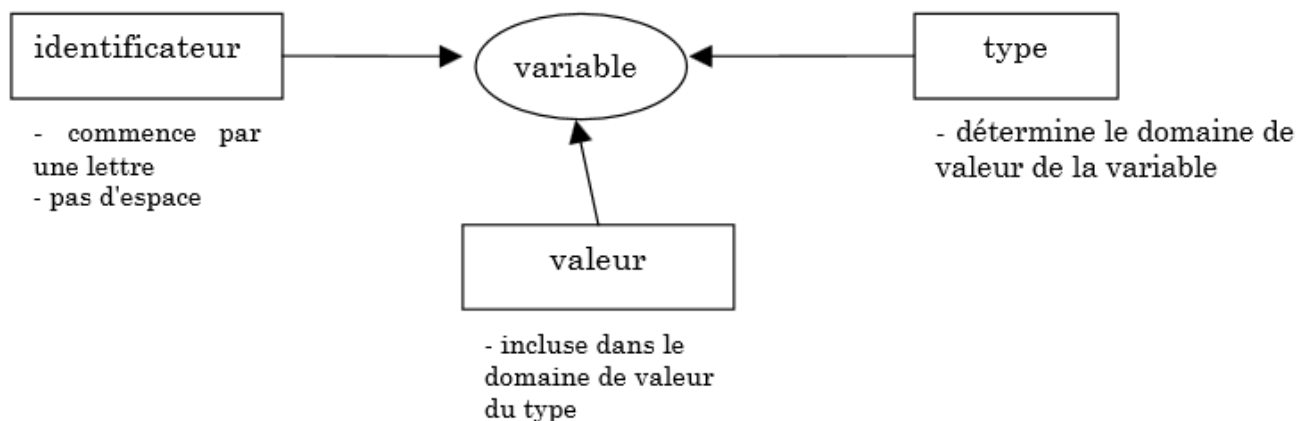 identificateur
variable
type
- commence par
une lettre
- pas d'espace
- détermine le domaine de
valeur de la variable
valeur
- incluse dans le
domaine de valeur
du type